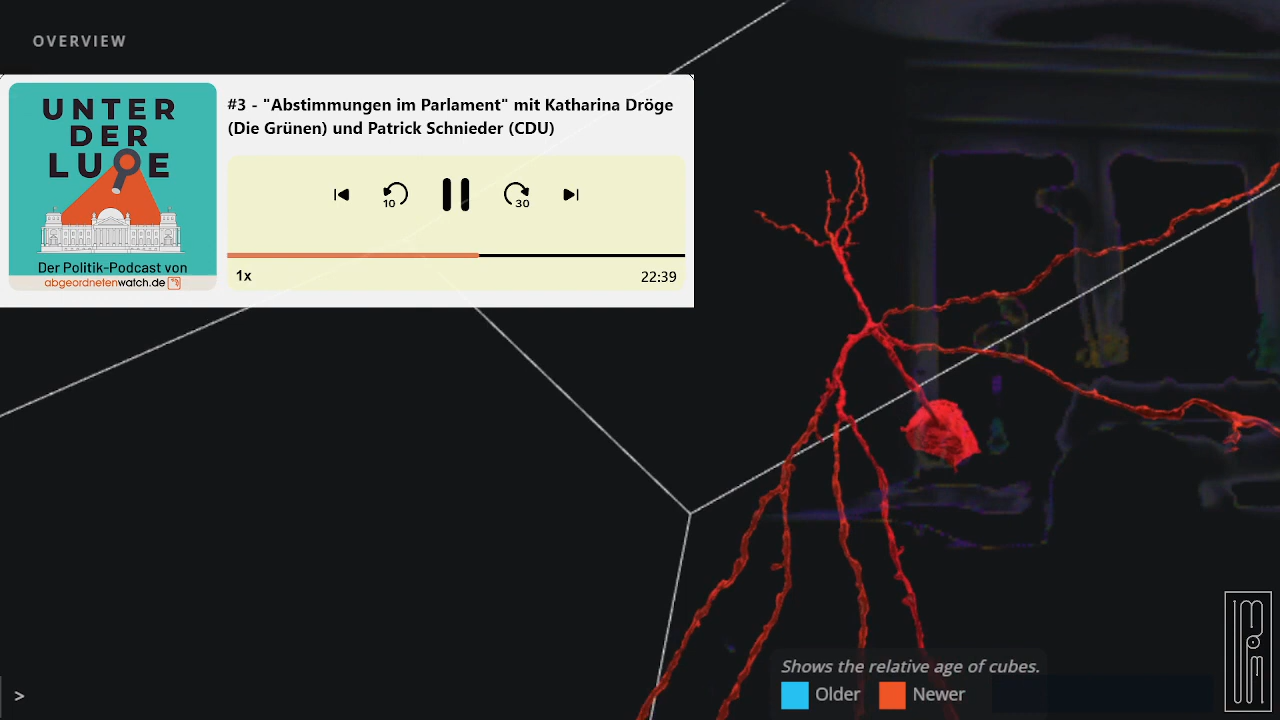 OVERVIEW
UNTER
DER
LUPE
Der Politik-Podcast von
abgeordnetenwatch.de
#3 - "Abstimmungen im Parlament" mit Katharina Dröge
(Die Grünen) und Patrick Schnieder (CDU)
10
30
1x
22:39
Shows the relative age of cubes.
Older
Newer
>